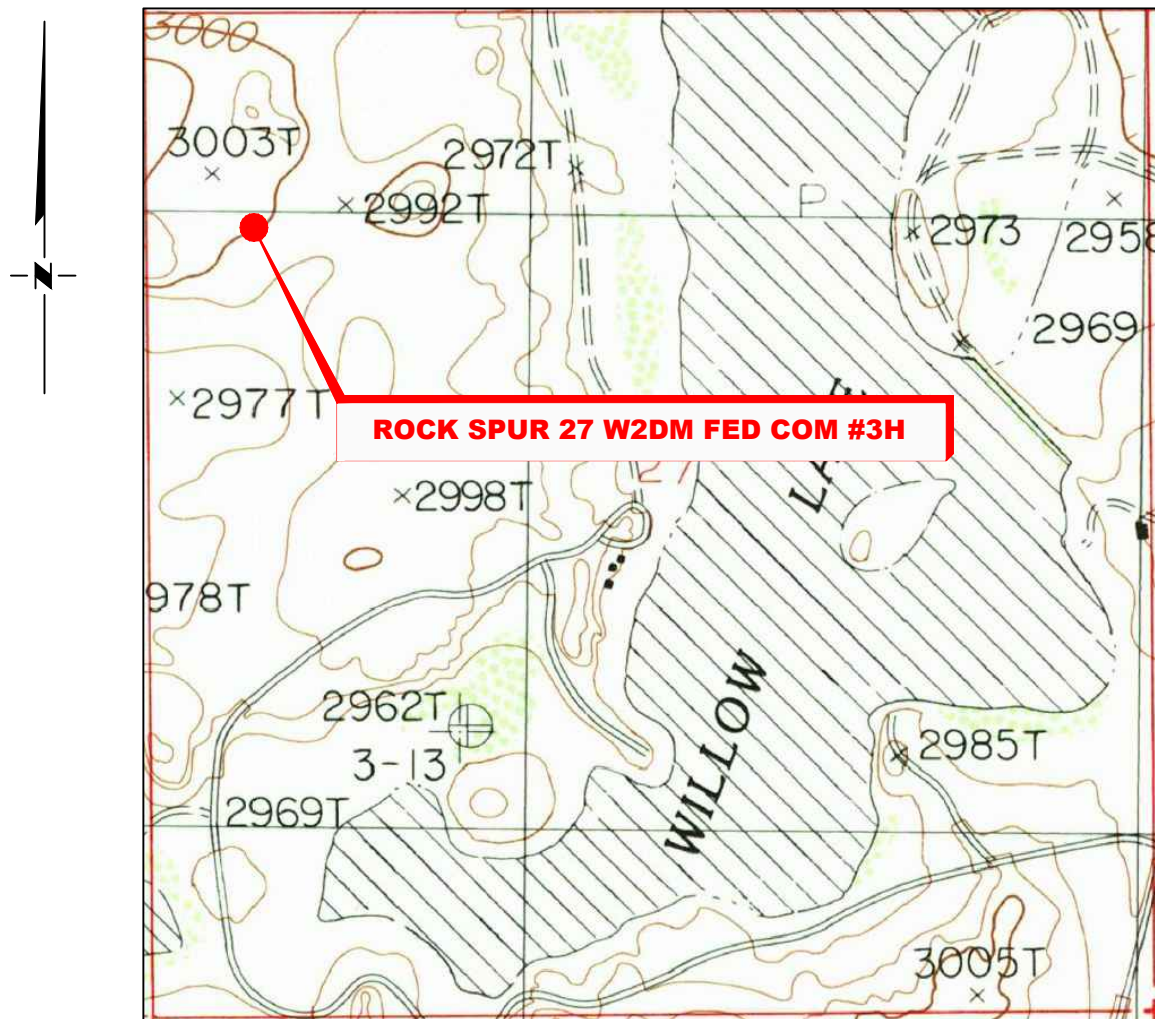 3000
3003T
2972T
2992T
P
2973
2958
2969
N
2977T
ROCK SPUR 27 W2DM FED COM #3H
27
LAKE
2998T
978T
WILLOW
2962T
3-13
2985T
2969T
3005T